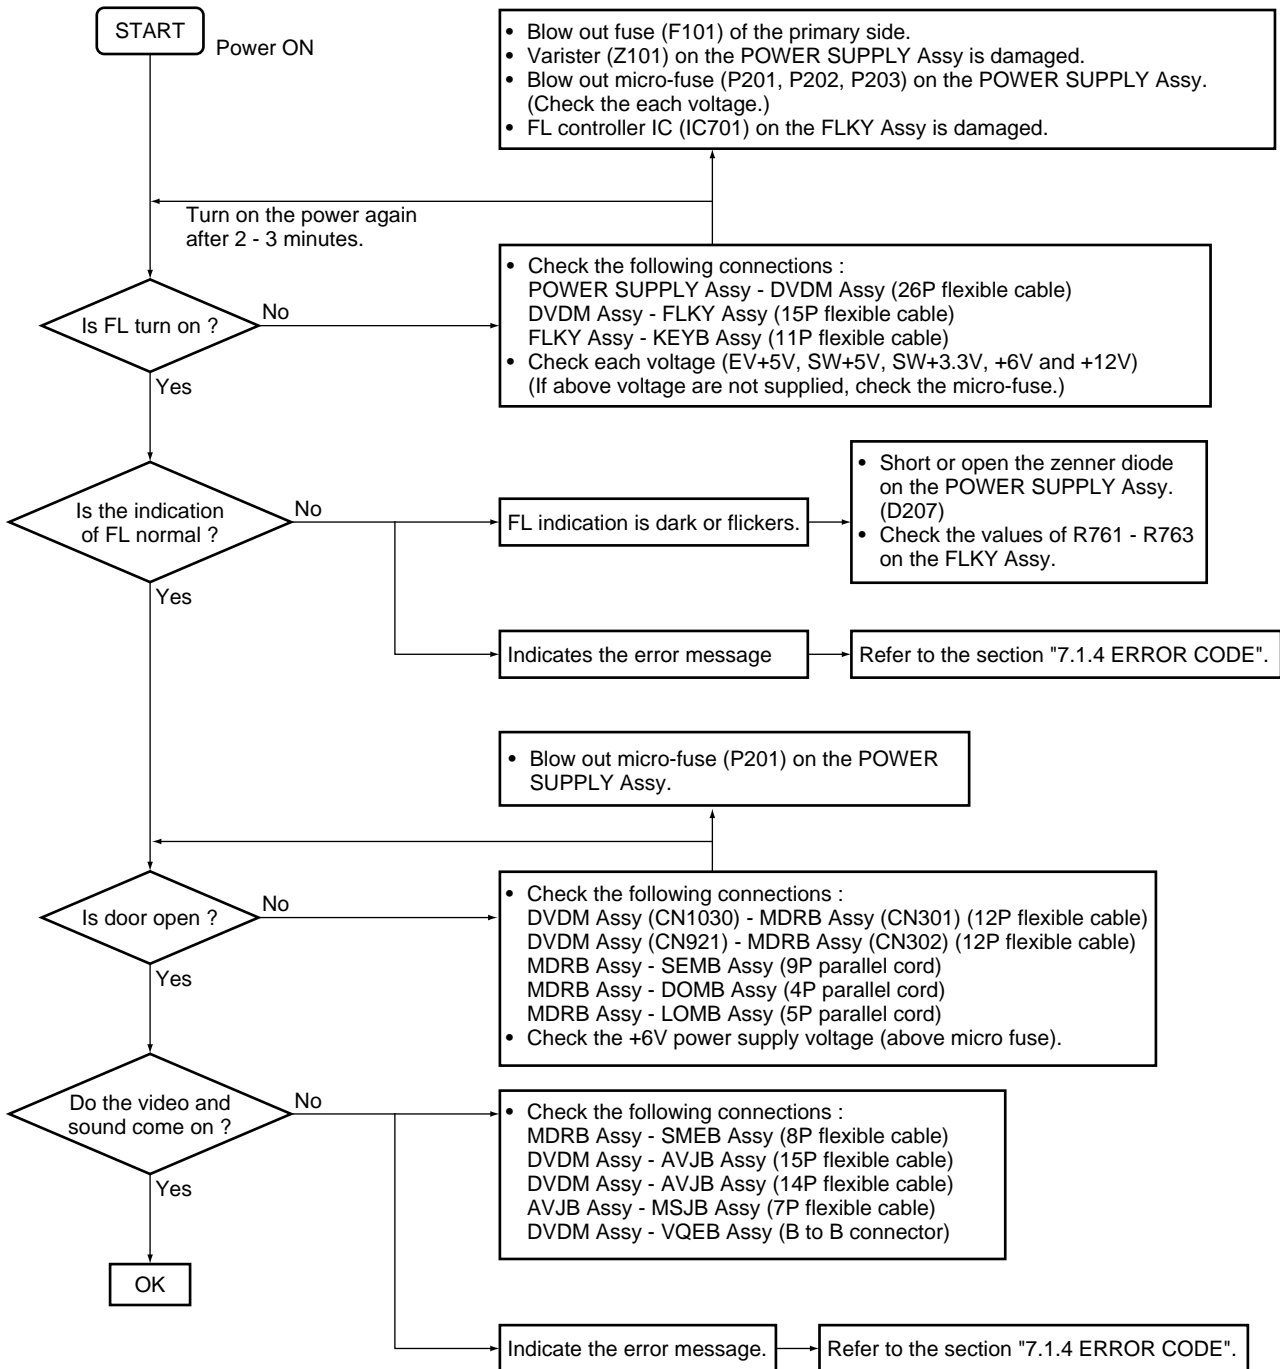 START
Power ON
• Blow out fuse (F101) of the primary side.
• Varister (Z101) on the POWER SUPPLY Assy is damaged.
• Blow out micro-fuse (P201, P202, P203) on the POWER SUPPLY Assy.
(Check the each voltage.)
• FL controller IC (IC701) on the FLKY Assy is damaged.
Turn on the power again
after 2 - 3 minutes.
Is FL turn on ?
No
Yes
• Check the following connections :
POWER SUPPLY Assy - DVDM Assy (26P flexible cable)
DVDM Assy - FLKY Assy (15P flexible cable)
FLKY Assy - KEYB Assy (11P flexible cable)
• Check each voltage (EV+5V, SW+5V, SW+3.3V, +6V and +12V)
(If above voltage are not supplied, check the micro-fuse.)
Is the indication
of FL normal ?
No
Yes
FL indication is dark or flickers.
• Short or open the zenner diode
on the POWER SUPPLY Assy.
(D207)
• Check the values of R761 - R763
on the FLKY Assy.
Indicates the error message
Refer to the section "7.1.4 ERROR CODE".
• Blow out micro-fuse (P201) on the POWER
SUPPLY Assy.
Is door open ?
No
Yes
• Check the following connections :
DVDM Assy (CN1030) - MDRB Assy (CN301) (12P flexible cable)
DVDM Assy (CN921) - MDRB Assy (CN302) (12P flexible cable)
MDRB Assy - SEMB Assy (9P parallel cord)
MDRB Assy - DOMB Assy (4P parallel cord)
MDRB Assy - LOMB Assy (5P parallel cord)
• Check the +6V power supply voltage (above micro fuse).
Do the video and
sound come on ?
No
Yes
• Check the following connections :
MDRB Assy - SMEB Assy (8P flexible cable)
DVDM Assy - AVJB Assy (15P flexible cable)
DVDM Assy - AVJB Assy (14P flexible cable)
AVJB Assy - MSJB Assy (7P flexible cable)
DVDM Assy - VQEB Assy (B to B connector)
OK
Indicate the error message.
Refer to the section "7.1.4 ERROR CODE".